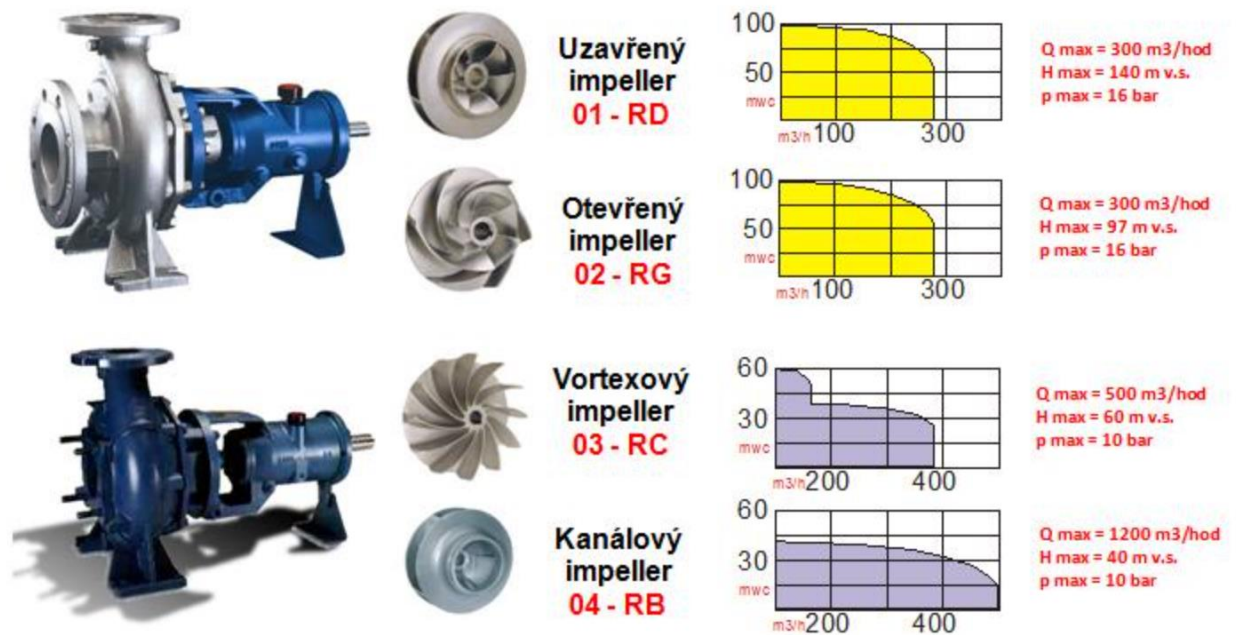 Uzavřený
impeller
01 - RD
100
50
mwc
m3/h 100 300
Q max = 300 m3/hod
H max = 140 m v.s.
p max = 16 bar
Otevřený
impeller
02 - RG
100
50
mwc
m3/h 100 300
Q max = 300 m3/hod
H max = 97 m v.s.
p max = 16 bar
Vortexový
impeller
03 - RC
60
30
mwc
m3/h 200 400
Q max = 500 m3/hod
H max = 60 m v.s.
p max = 10 bar
Kanálový
impeller
04 - RB
60
30
mwc
m3/h 200 400
Q max = 1200 m3/hod
H max = 40 m v.s.
p max = 10 bar